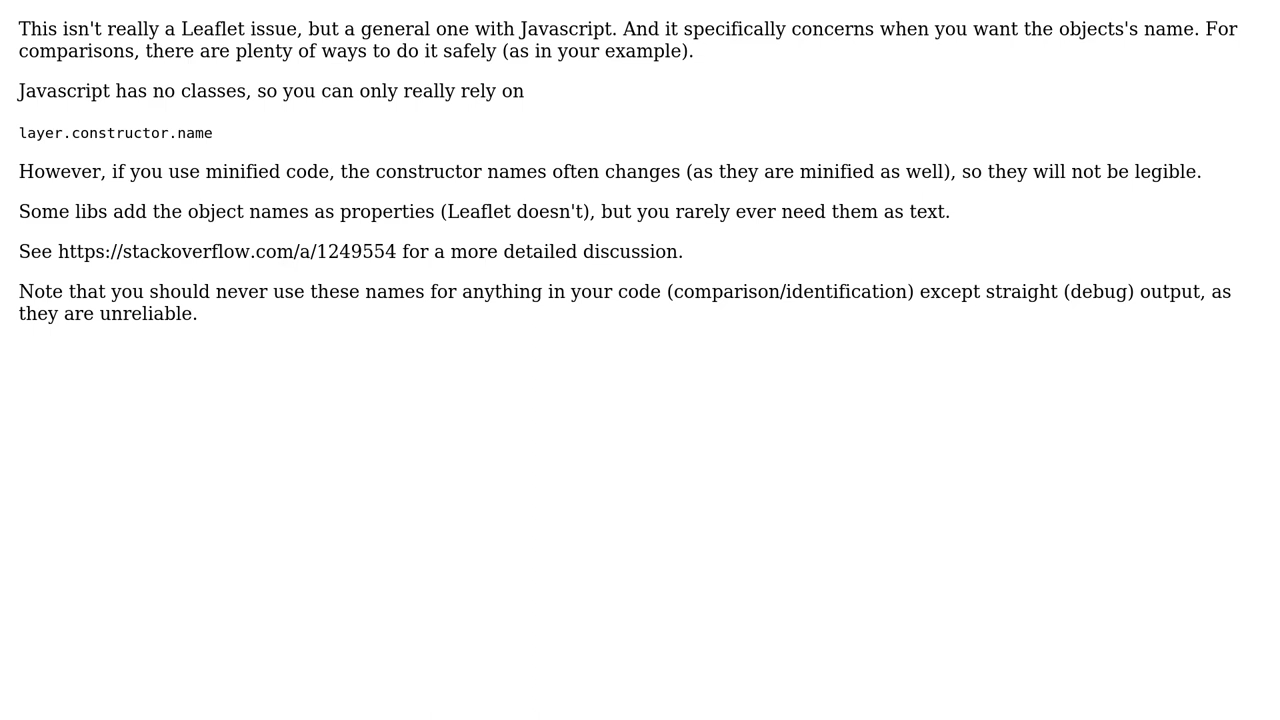 This isn't really a Leaflet issue, but a general one with Javascript. And it specifically concerns when you want the objects's name. For
comparisons, there are plenty of ways to do it safely (as in your example).
Javascript has no classes, so you can only really rely on
layer.constructor.name
However, if you use minified code, the constructor names often changes (as they are minified as well), so they will not be legible.
Some libs add the object names as properties (Leaflet doesn't), but you rarely ever need them as text.
See https://stackoverflow.com/a/1249554 for a more detailed discussion.
Note that you should never use these names for anything in your code (comparison/identification) except straight (debug) output, as
they are unreliable.